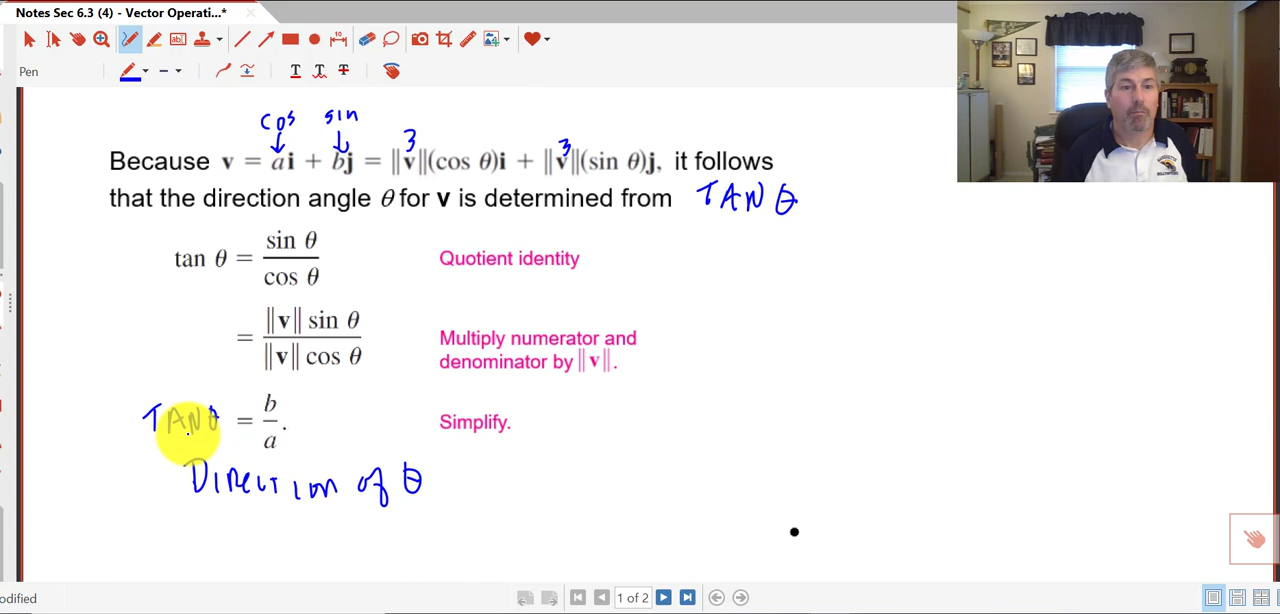 Notes Sec 6.3 (4) - Vector Operati...*
Pen
cos sin
3 3
Because v = ai + bj = ||v||(cos θ)i + ||v||(sin θ)j, it follows
that the direction angle θ for v is determined from TAN θ
tan θ = sin θ / cos θ Quotient identity
= ||v|| sin θ / ||v|| cos θ Multiply numerator and
denominator by ||v||.
TAN θ = b / a. Simplify.
Direction of θ
odified
1 of 2